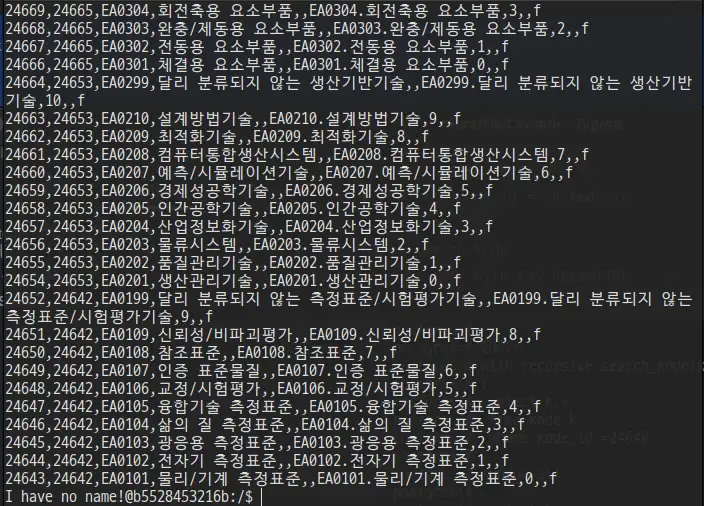 24669,24665,EA0304,회전축용 요소부품,,EA0304.회전축용 요소부품,3,,f
24668,24665,EA0303,완충/제동용 요소부품,,EA0303.완충/제동용 요소부품,2,,f
24667,24665,EA0302,전동용 요소부품,,EA0302.전동용 요소부품,1,,f
24666,24665,EA0301,체결용 요소부품,,EA0301.체결용 요소부품,0,,f
24664,24653,EA0299,달리 분류되지 않는 생산기반기술,,EA0299.달리 분류되지 않는 생산기반
기술,10,,f
24663,24653,EA0210,설계방법기술,,EA0210.설계방법기술,9,,f
24662,24653,EA0209,최적화기술,,EA0209.최적화기술,8,,f
24661,24653,EA0208,컴퓨터통합생산시스템,,EA0208.컴퓨터통합생산시스템,7,,f
24660,24653,EA0207,예측/시뮬레이션기술,,EA0207.예측/시뮬레이션기술,6,,f
24659,24653,EA0206,경제성공학기술,,EA0206.경제성공학기술,5,,f
24658,24653,EA0205,인간공학기술,,EA0205.인간공학기술,4,,f
24657,24653,EA0204,산업정보화기술,,EA0204.산업정보화기술,3,,f
24656,24653,EA0203,물류시스템,,EA0203.물류시스템,2,,f
24655,24653,EA0202,품질관리기술,,EA0202.품질관리기술,1,,f
24654,24653,EA0201,생산관리기술,,EA0201.생산관리기술,0,,f
24652,24642,EA0199,달리 분류되지 않는 측정표준/시험평가기술,,EA0199.달리 분류되지 않는
측정표준/시험평가기술,9,,f
24651,24642,EA0109,신뢰성/비파괴평가,,EA0109.신뢰성/비파괴평가,8,,f
24650,24642,EA0108,참조표준,,EA0108.참조표준,7,,f
24649,24642,EA0107,인증 표준물질,,EA0107.인증 표준물질,6,,f
24648,24642,EA0106,교정/시험평가,,EA0106.교정/시험평가,5,,f
24647,24642,EA0105,융합기술 측정표준,,EA0105.융합기술 측정표준,4,,f
24646,24642,EA0104,삶의 질 측정표준,,EA0104.삶의 질 측정표준,3,,f
24645,24642,EA0103,광응용 측정표준,,EA0103.광응용 측정표준,2,,f
24644,24642,EA0102,전자기 측정표준,,EA0102.전자기 측정표준,1,,f
24643,24642,EA0101,물리/기계 측정표준,,EA0101.물리/기계 측정표준,0,,f
I have no name!@b5528453216b:/$